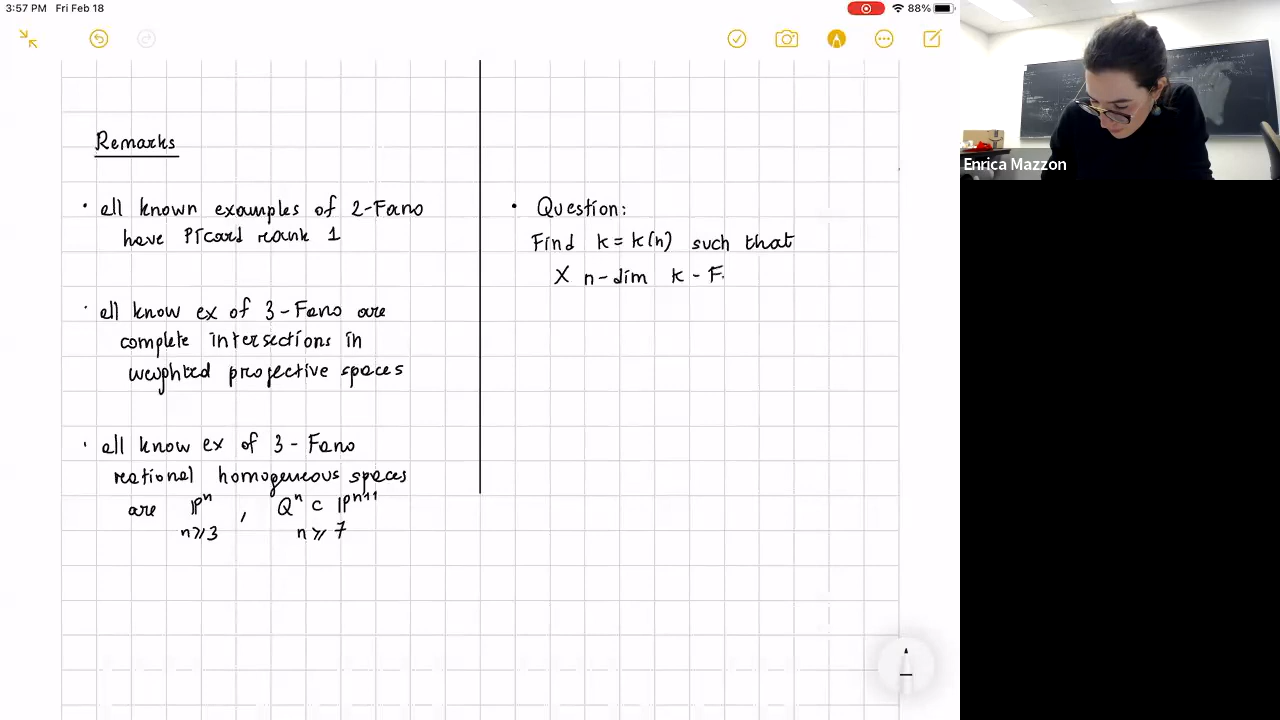 3:57 PM Fri Feb 18
88%
Remarks
• all known examples of 2-Fano
have Picard rank 1
• all know ex of 3-Fano are
complete intersections in
weighted projective spaces
• all know ex of 3-Fano
rational homogeneous spaces
are ℙⁿ , Qⁿ ⊂ ℙⁿ⁺¹
n⩾3 n⩾7
• Question:
Find k = k(n) such that
X n-dim k-F
Enrica Mazzon